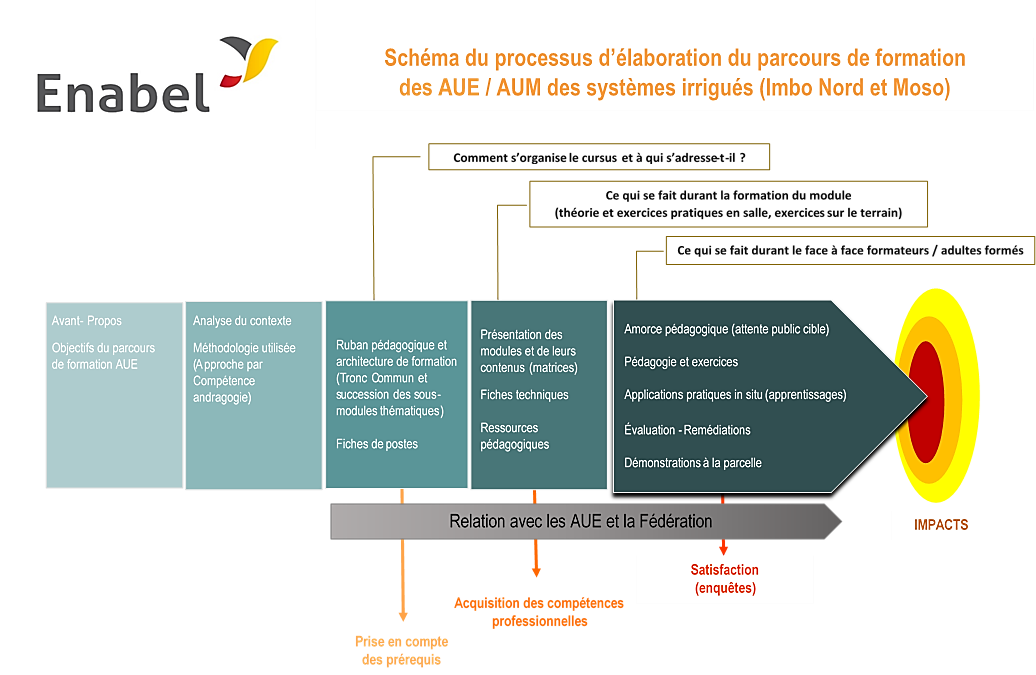 Enabel
Schéma du processus d'élaboration du parcours de formation
des AUE / AUM des systèmes irrigués (Imbo Nord et Moso)
Comment s'organise le cursus et à qui s'adresse-t-il ?
Ce qui se fait durant la formation du module
(théorie et exercices pratiques en salle, exercices sur le terrain)
Ce qui se fait durant le face à face formateurs / adultes formés
Avant- Propos
Objectifs du parcours
de formation AUE
Analyse du contexte
Méthodologie utilisée
(Approche par
Compétence
andragogie)
Ruban pédagogique et
architecture de formation
(Tronc Commun et
succession des sous-
modules thématiques)
Fiches de postes
Présentation des
modules et de leurs
contenus (matrices)
Fiches techniques
Ressources
pédagogiques
Amorce pédagogique (attente public cible)
Pédagogie et exercices
Applications pratiques in situ (apprentissages)
Évaluation - Remédiations
Démonstrations à la parcelle
IMPACTS
Relation avec les AUE et la Fédération
Satisfaction
(enquêtes)
Acquisition des compétences
professionnelles
Prise en compte
des prérequis